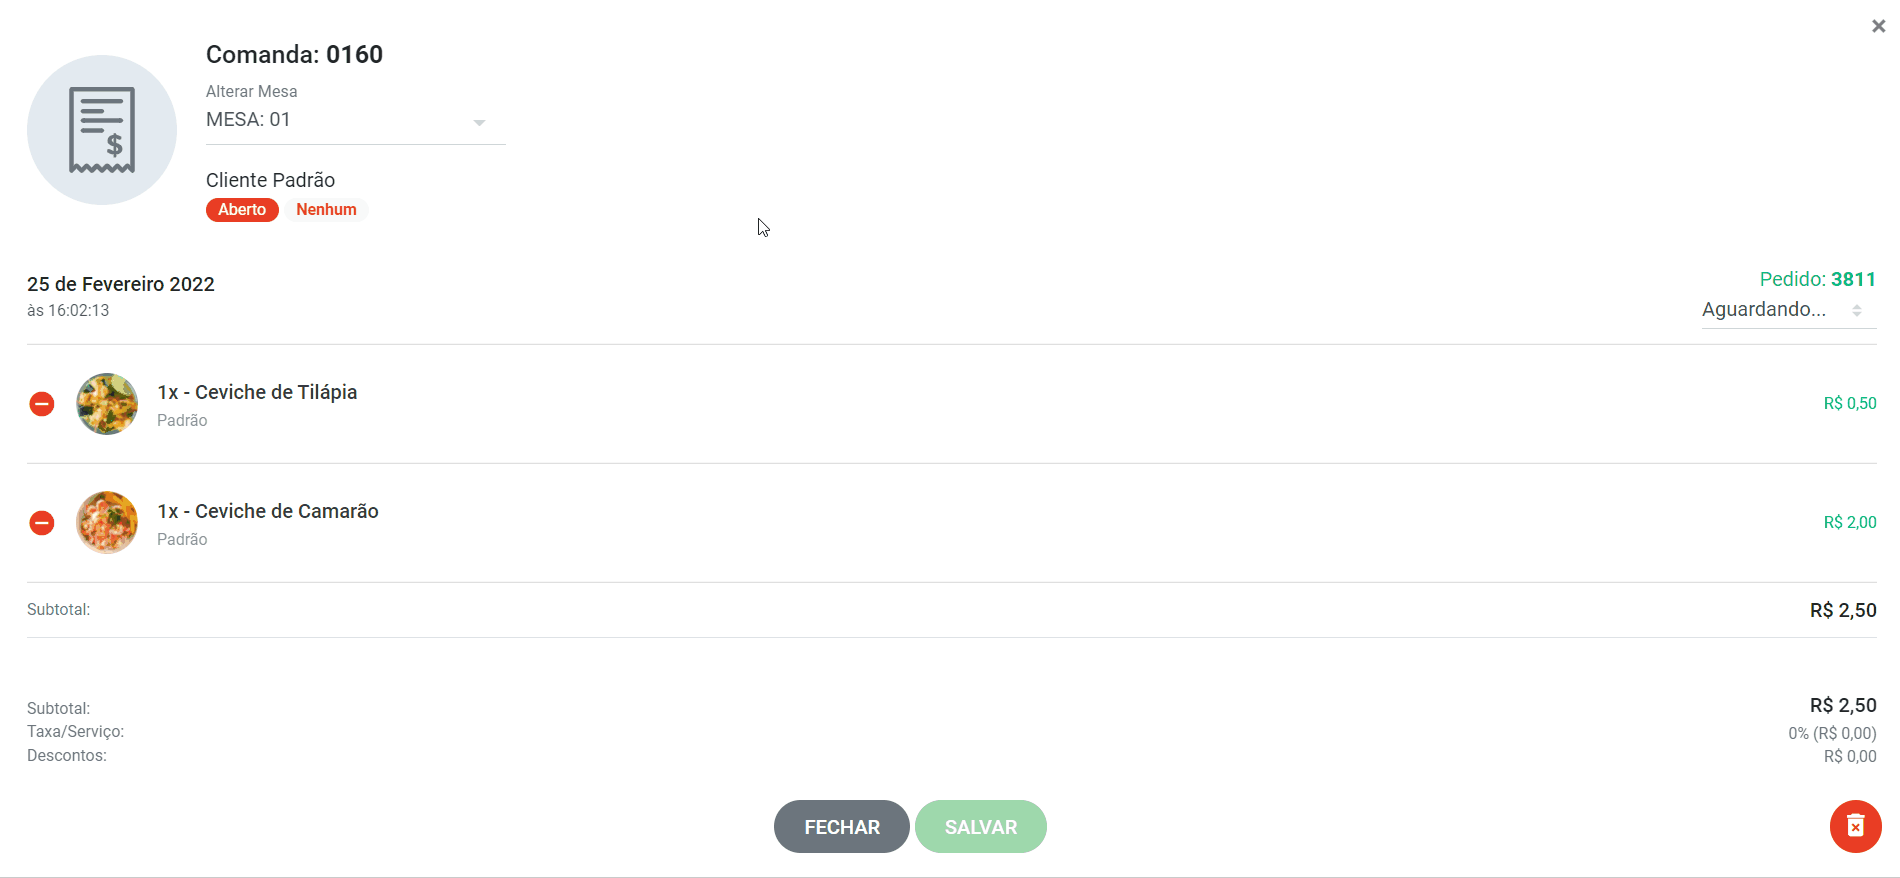 ×
Comanda: 0160
Alterar Mesa
MESA: 01
Cliente Padrão
Aberto Nenhum
25 de Fevereiro 2022
às 16:02:13
Pedido: 3811
Aguardando...
1x - Ceviche de Tilápia
Padrão
R$ 0,50
1x - Ceviche de Camarão
Padrão
R$ 2,00
Subtotal: R$ 2,50
Subtotal: R$ 2,50
Taxa/Serviço: 0% (R$ 0,00)
Descontos: R$ 0,00
FECHAR SALVAR